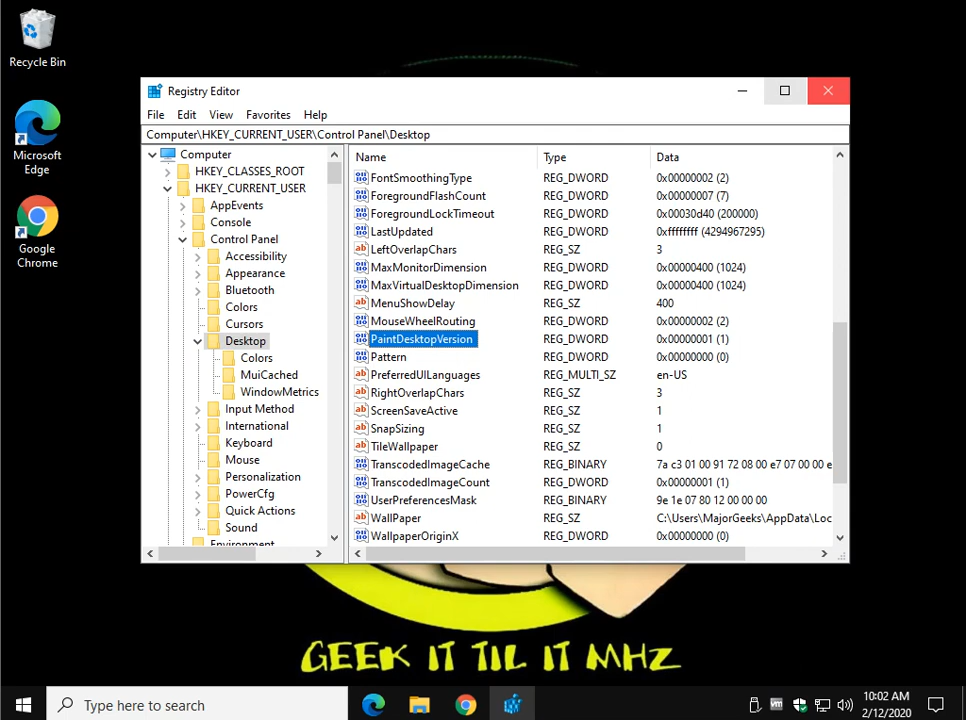 Recycle Bin
Microsoft
Edge
Google
Chrome
Registry Editor
File Edit View Favorites Help
Computer\HKEY_CURRENT_USER\Control Panel\Desktop
Computer
HKEY_CLASSES_ROOT
HKEY_CURRENT_USER
AppEvents
Console
Control Panel
Accessibility
Appearance
Bluetooth
Colors
Cursors
Desktop
Colors
MuiCached
WindowMetrics
Input Method
International
Keyboard
Mouse
Personalization
PowerCfg
Quick Actions
Sound
Environment
Name Type Data
FontSmoothingType REG_DWORD 0x00000002 (2)
ForegroundFlashCount REG_DWORD 0x00000007 (7)
ForegroundLockTimeout REG_DWORD 0x00030d40 (200000)
LastUpdated REG_DWORD 0xffffffff (4294967295)
LeftOverlapChars REG_SZ 3
MaxMonitorDimension REG_DWORD 0x00000400 (1024)
MaxVirtualDesktopDimension REG_DWORD 0x00000400 (1024)
MenuShowDelay REG_SZ 400
MouseWheelRouting REG_DWORD 0x00000002 (2)
PaintDesktopVersion REG_DWORD 0x00000001 (1)
Pattern REG_DWORD 0x00000000 (0)
PreferredUILanguages REG_MULTI_SZ en-US
RightOverlapChars REG_SZ 3
ScreenSaveActive REG_SZ 1
SnapSizing REG_SZ 1
TileWallpaper REG_SZ 0
TranscodedImageCache REG_BINARY 7a c3 01 00 91 72 08 00 e7 07 00 00 e
TranscodedImageCount REG_DWORD 0x00000001 (1)
UserPreferencesMask REG_BINARY 9e 1e 07 80 12 00 00 00
WallPaper REG_SZ C:\Users\MajorGeeks\AppData\Loc
WallpaperOriginX REG_DWORD 0x00000000 (0)
GEEK IT TIL IT MHZ
Type here to search
10:02 AM
2/12/2020